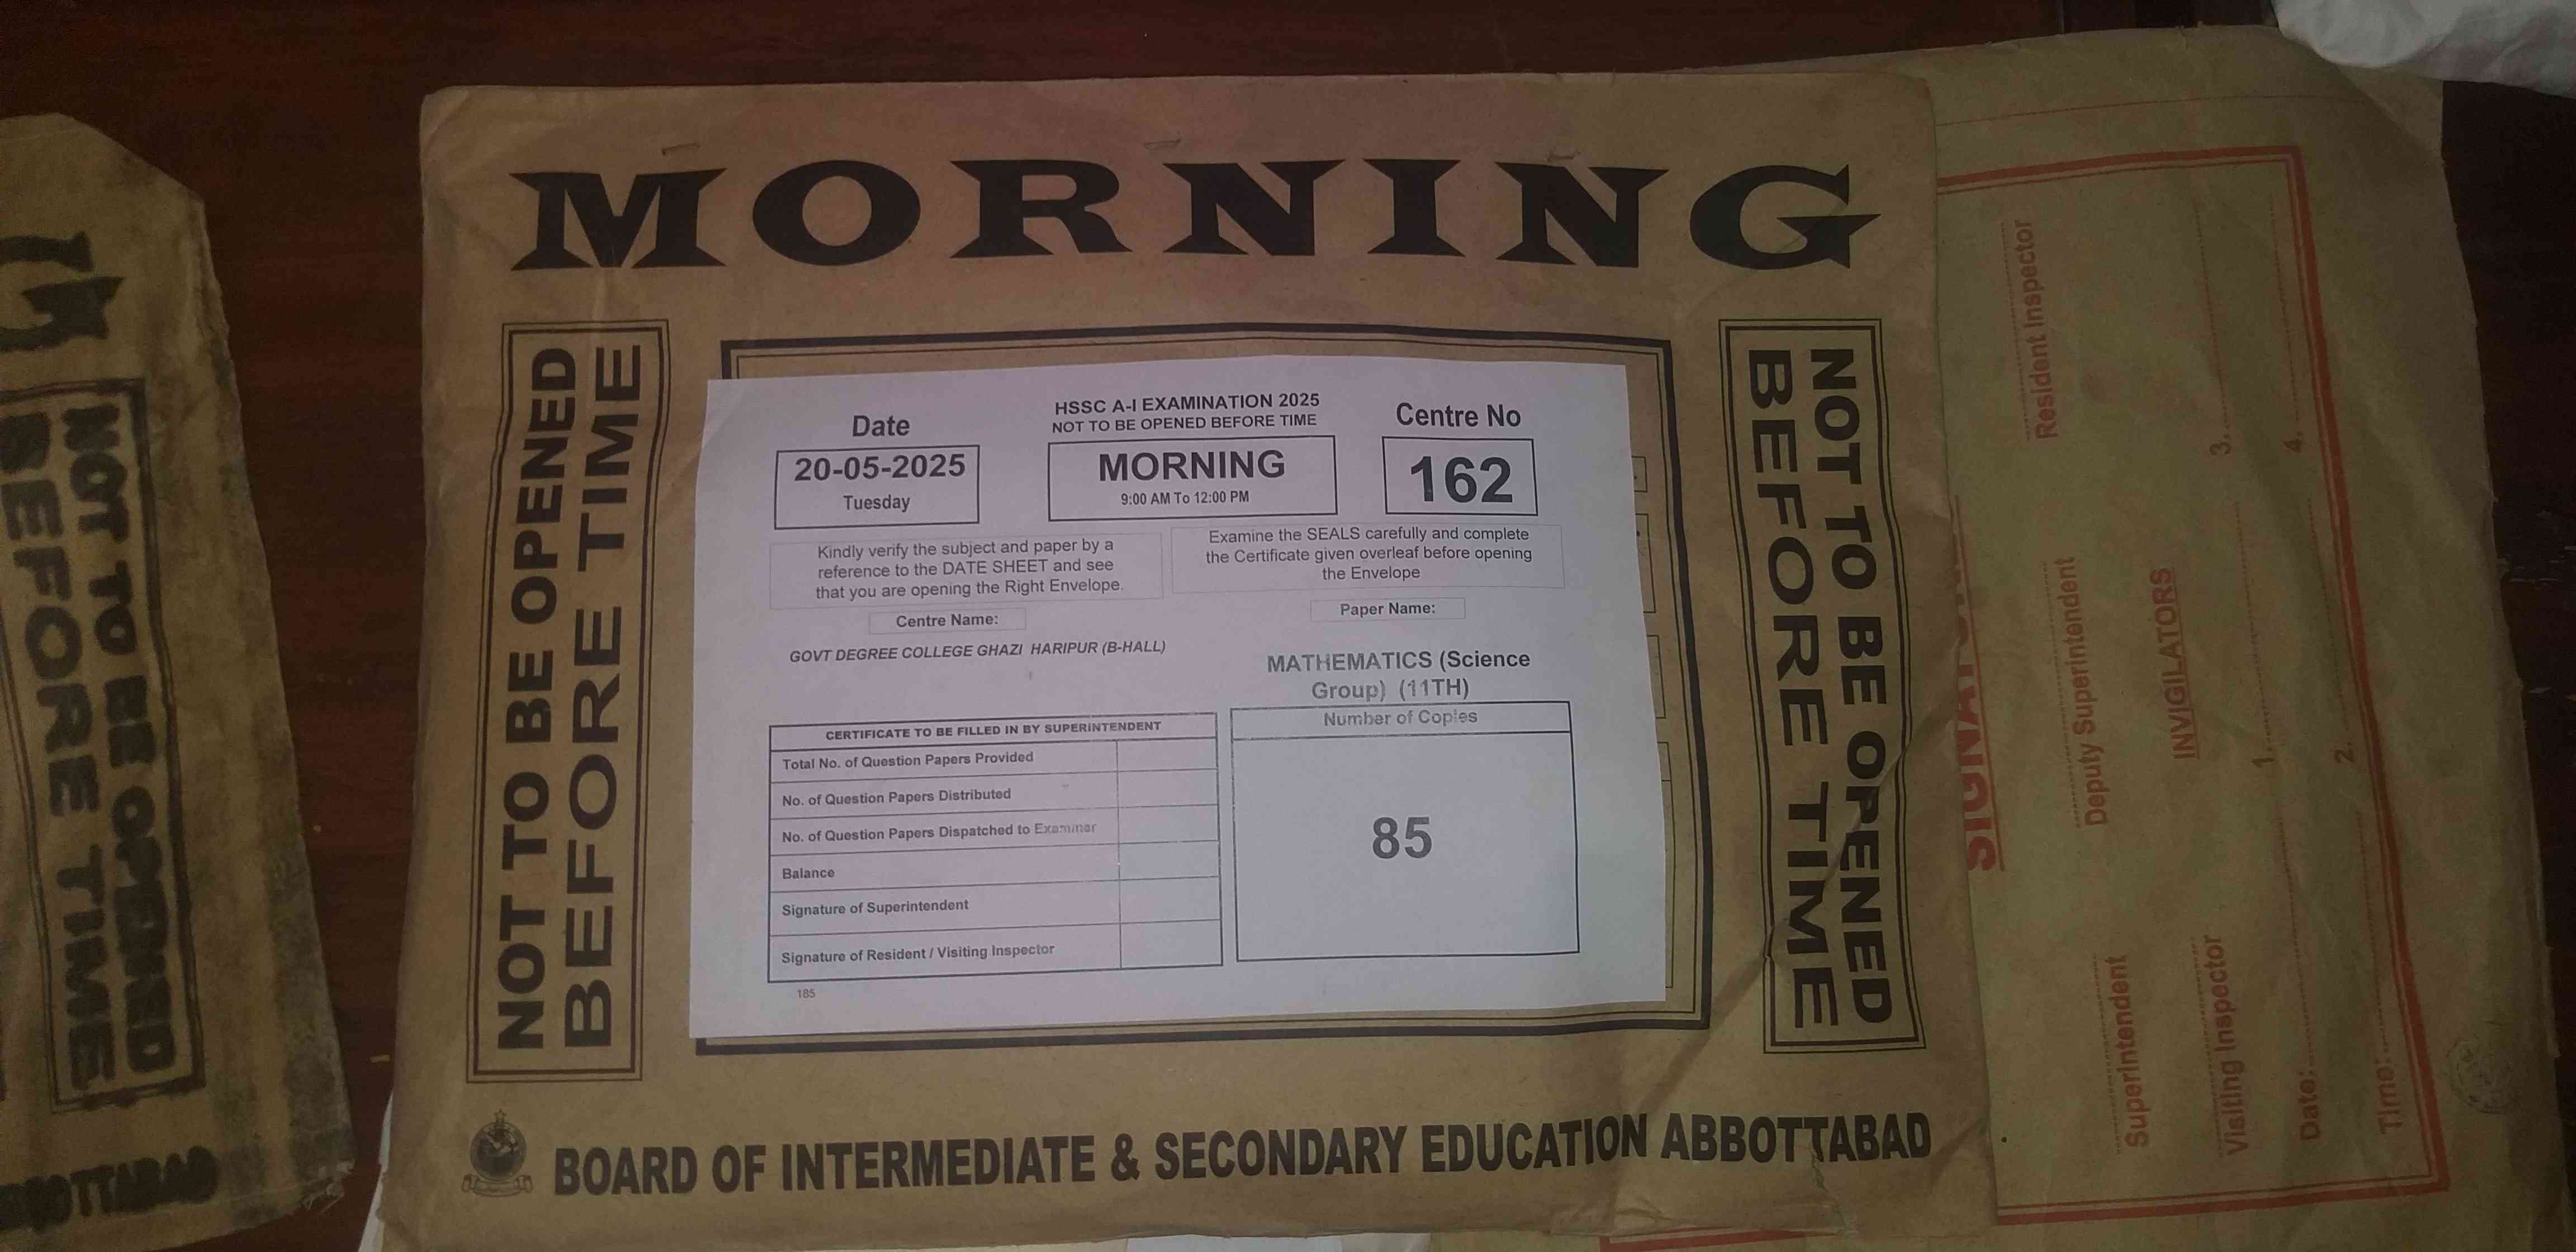 MORNING
NOT TO BE OPENED
BEFORE TIME
HSSC A-I EXAMINATION 2025
NOT TO BE OPENED BEFORE TIME
Date
20-05-2025
Tuesday
MORNING
9:00 AM To 12:00 PM
Centre No
162
Kindly verify the subject and paper by a
reference to the DATE SHEET and see
that you are opening the Right Envelope.
Examine the SEALS carefully and complete
the Certificate given overleaf before opening
the Envelope
Centre Name:
GOVT DEGREE COLLEGE GHAZI HARIPUR (B-HALL)
Paper Name:
MATHEMATICS (Science
Group) (11TH)
CERTIFICATE TO BE FILLED IN BY SUPERINTENDENT
Total No. of Question Papers Provided
No. of Question Papers Distributed
No. of Question Papers Dispatched to Examiner
Balance
Signature of Superintendent
Signature of Resident / Visiting Inspector
Number of Copies
85
185
NOT TO BE OPENED
BEFORE TIME
BOARD OF INTERMEDIATE & SECONDARY EDUCATION ABBOTTABAD
NOT TO BE OPENED
BEFORE TIME
Resident Inspector
Deputy Superintendent
Superintendent
INVIGILATORS
1.
2.
3.
4.
Visiting Inspector
Date:
Time: